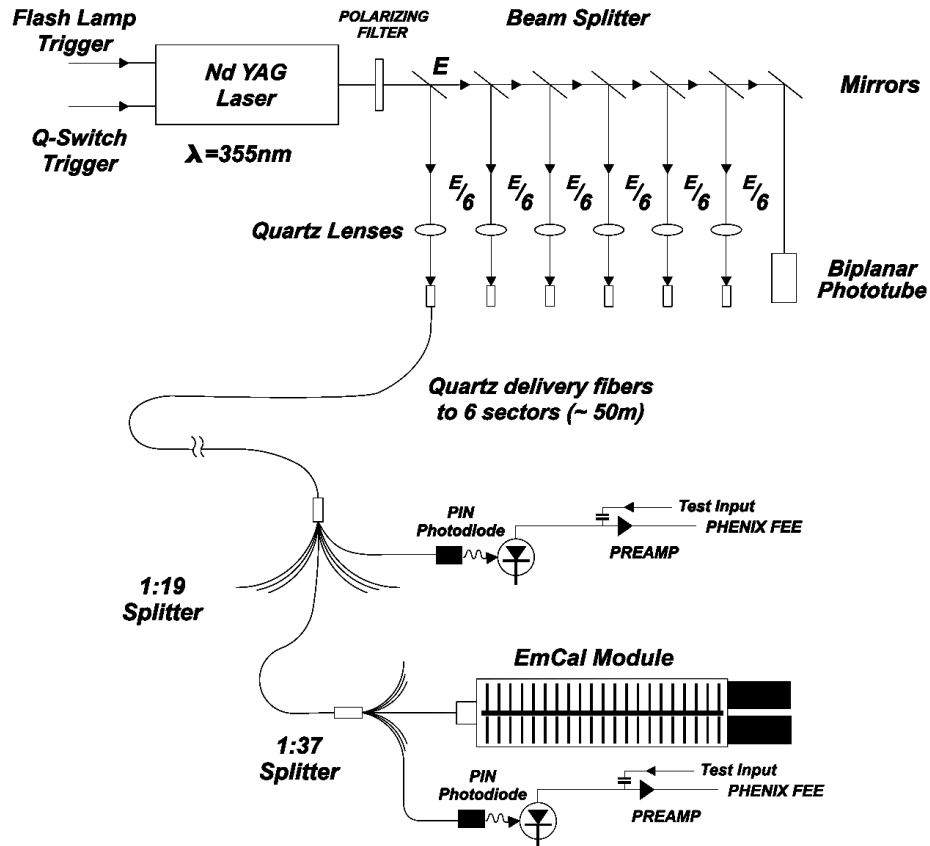 Flash Lamp
Trigger
Q-Switch
Trigger
Nd YAG
Laser
λ=355nm
POLARIZING
FILTER
Beam Splitter
E
Mirrors
E/6
E/6
E/6
E/6
E/6
E/6
Quartz Lenses
Biplanar
Phototube
Quartz delivery fibers
to 6 sectors (~ 50m)
PIN
Photodiode
Test Input
PHENIX FEE
PREAMP
1:19
Splitter
EmCal Module
1:37
Splitter
PIN
Photodiode
Test Input
PHENIX FEE
PREAMP